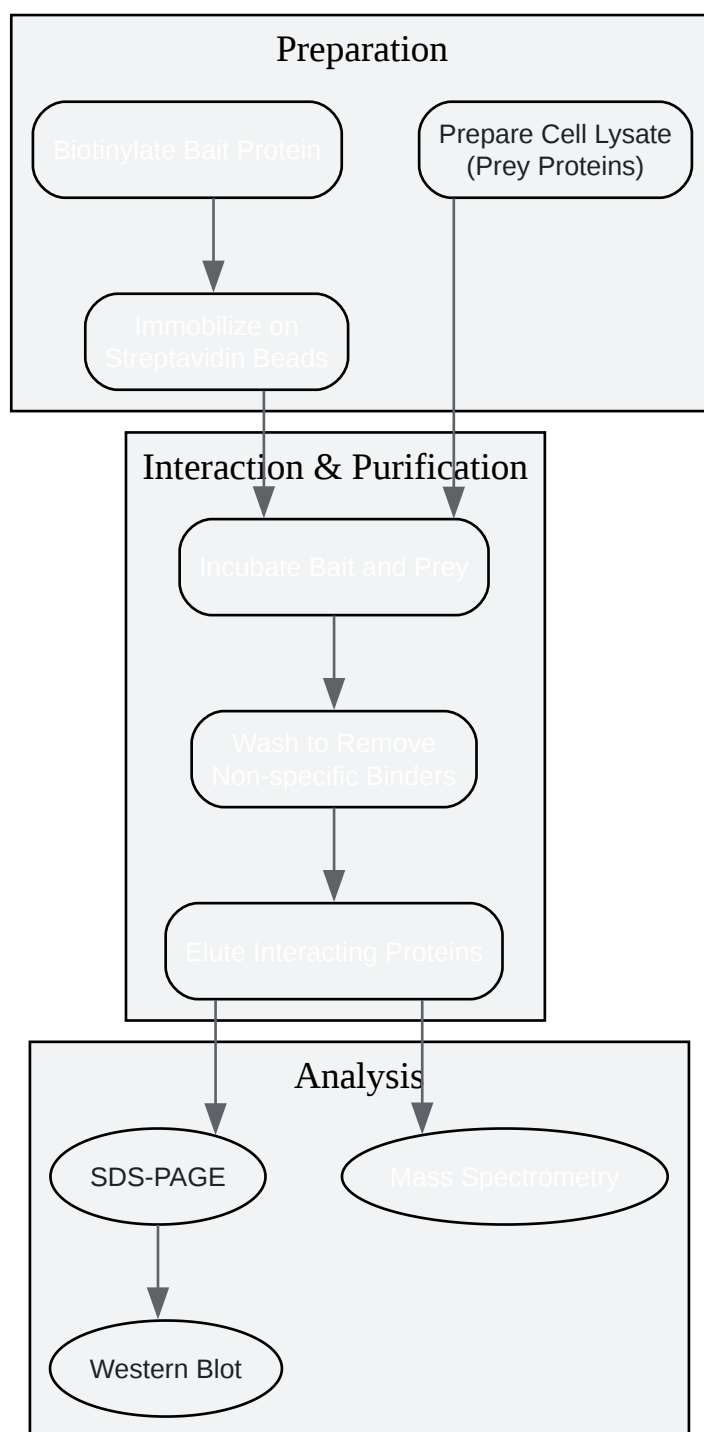 Preparation
Biotinylate Bait Protein
Prepare Cell Lysate
(Prey Proteins)
Immobilize on
Streptavidin Beads
Interaction & Purification
Incubate Bait and Prey
Wash to Remove
Non-specific Binders
Elute Interacting Proteins
Analysis
SDS-PAGE
Mass Spectrometry
Western Blot